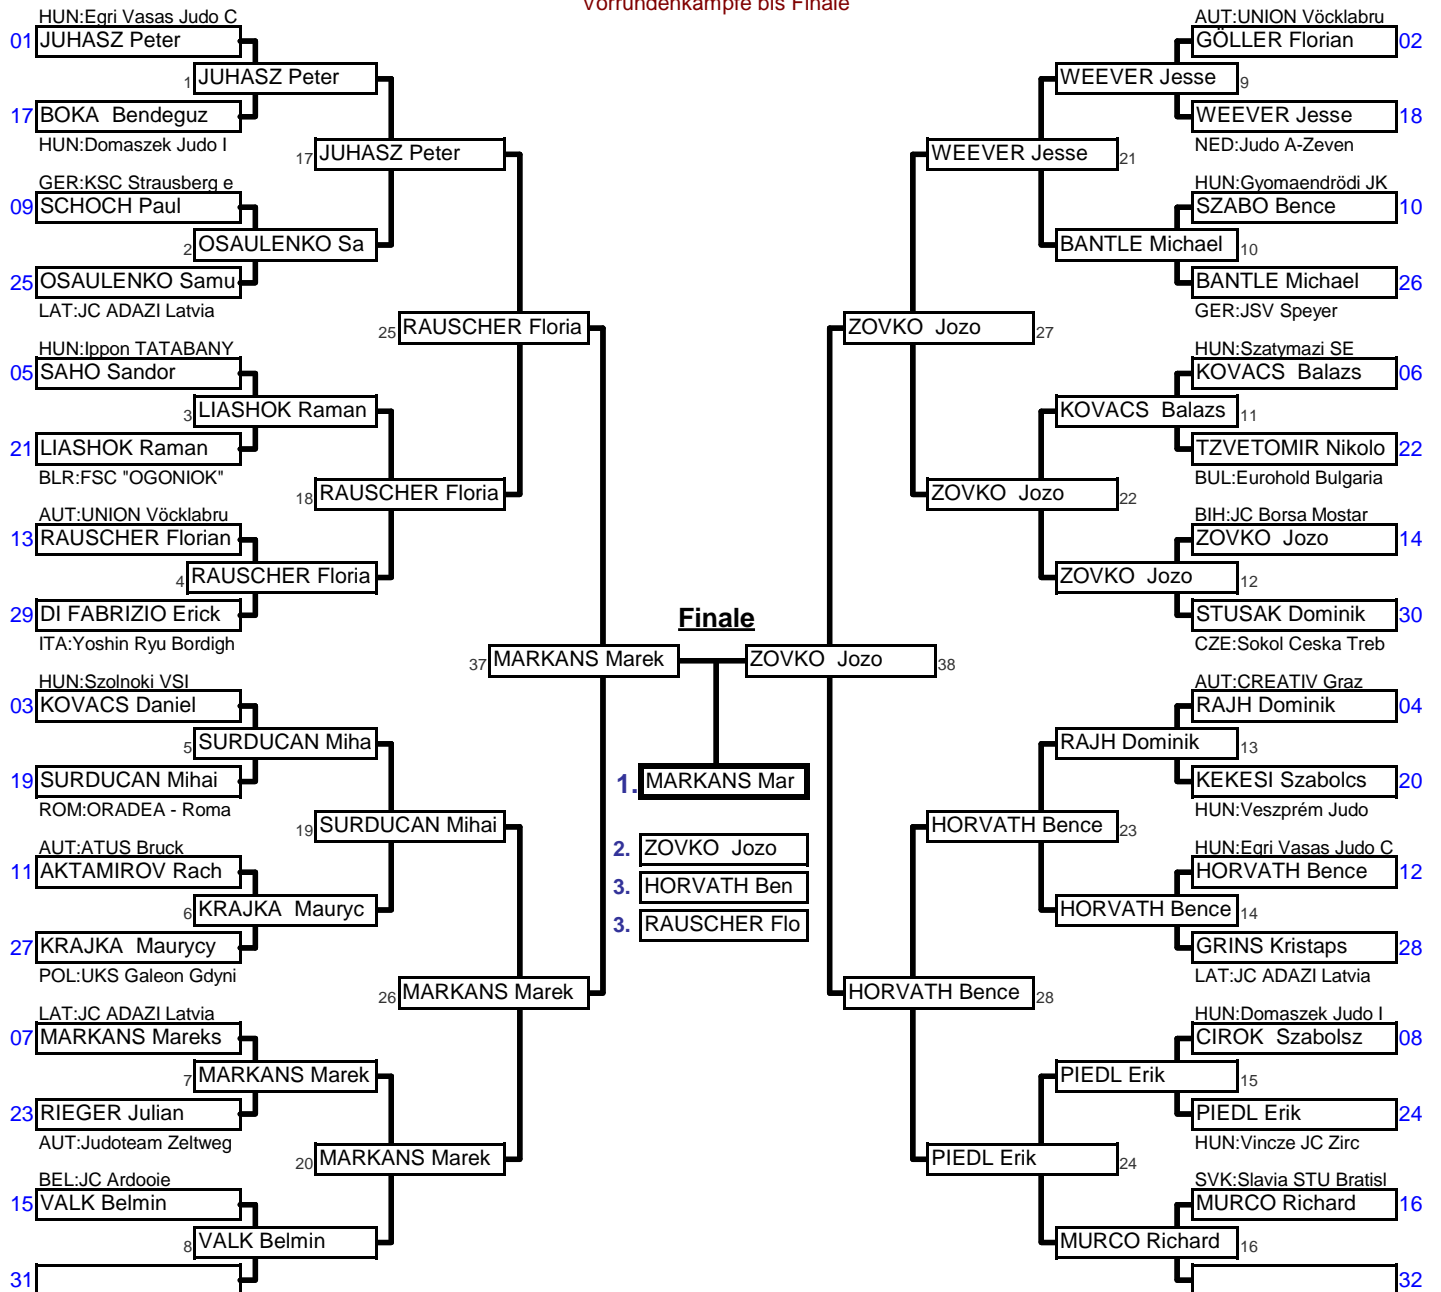 Vorrundenkämpfe bis Finale
HUN:Egri Vasas Judo C
01 JUHASZ Peter
1 JUHASZ Peter
17 BOKA  Bendeguz
HUN:Domaszek Judo I
17 JUHASZ Peter
GER:KSC Strausberg e
09 SCHOCH Paul
2 OSAULENKO Sa
25 OSAULENKO Samu
LAT:JC ADAZI Latvia
25 RAUSCHER Floria
HUN:Ippon TATABANY
05 SAHO Sandor
3 LIASHOK Raman
21 LIASHOK Raman
BLR:FSC "OGONIOK"
18 RAUSCHER Floria
AUT:UNION Vöcklabru
13 RAUSCHER Florian
4 RAUSCHER Floria
29 DI FABRIZIO Erick
ITA:Yoshin Ryu Bordigh
37 MARKANS Marek
HUN:Szolnoki VSI
03 KOVACS Daniel
5 SURDUCAN Miha
19 SURDUCAN Mihai
ROM:ORADEA - Roma
19 SURDUCAN Mihai
AUT:ATUS Bruck
11 AKTAMIROV Rach
6 KRAJKA  Mauryc
27 KRAJKA  Maurycy
POL:UKS Galeon Gdyni
26 MARKANS Marek
LAT:JC ADAZI Latvia
07 MARKANS Mareks
7 MARKANS Marek
23 RIEGER Julian
AUT:Judoteam Zeltweg
20 MARKANS Marek
BEL:JC Ardooie
15 VALK Belmin
8 VALK Belmin
31
Finale
1. MARKANS Mar
2. ZOVKO  Jozo
3. HORVATH Ben
3. RAUSCHER Flo
AUT:UNION Vöcklabru
GÖLLER Florian 02
WEEVER Jesse 9
WEEVER Jesse 18
NED:Judo A-Zeven
WEEVER Jesse 21
HUN:Gyomaendrödi JK
SZABO Bence 10
BANTLE Michael 10
BANTLE Michael 26
GER:JSV Speyer
ZOVKO  Jozo 27
HUN:Szatymazi SE
KOVACS  Balazs 06
KOVACS  Balazs 11
TZVETOMIR Nikolo 22
BUL:Eurohold Bulgaria
ZOVKO  Jozo 22
BIH:JC Borsa Mostar
ZOVKO  Jozo 14
ZOVKO  Jozo 12
STUSAK Dominik 30
CZE:Sokol Ceska Treb
ZOVKO  Jozo 38
AUT:CREATIV Graz
RAJH Dominik 04
RAJH Dominik 13
KEKESI Szabolcs 20
HUN:Veszprém Judo
HORVATH Bence 23
HUN:Egri Vasas Judo C
HORVATH Bence 12
HORVATH Bence 14
GRINS Kristaps 28
LAT:JC ADAZI Latvia
HORVATH Bence 28
HUN:Domaszek Judo I
CIROK  Szabolsz 08
PIEDL Erik 15
PIEDL Erik 24
HUN:Vincze JC Zirc
PIEDL Erik 24
SVK:Slavia STU Bratisl
MURCO Richard 16
MURCO Richard 16
32